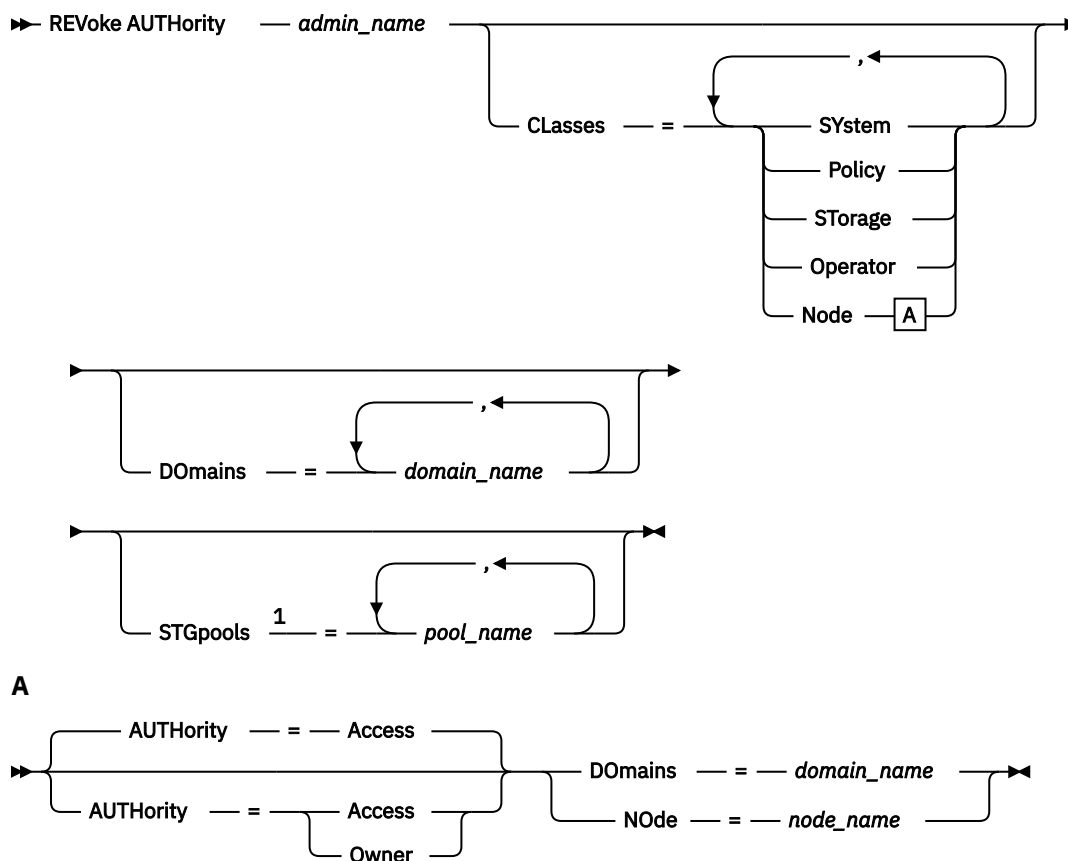 REVoke AUTHority admin_name
,
CLasses = SYstem
Policy
STorage
Operator
Node A
,
DOmains = domain_name
,
STGpools 1 = pool_name
A
AUTHority = Access
DOmains = domain_name
AUTHority = Access
NOde = node_name
Owner